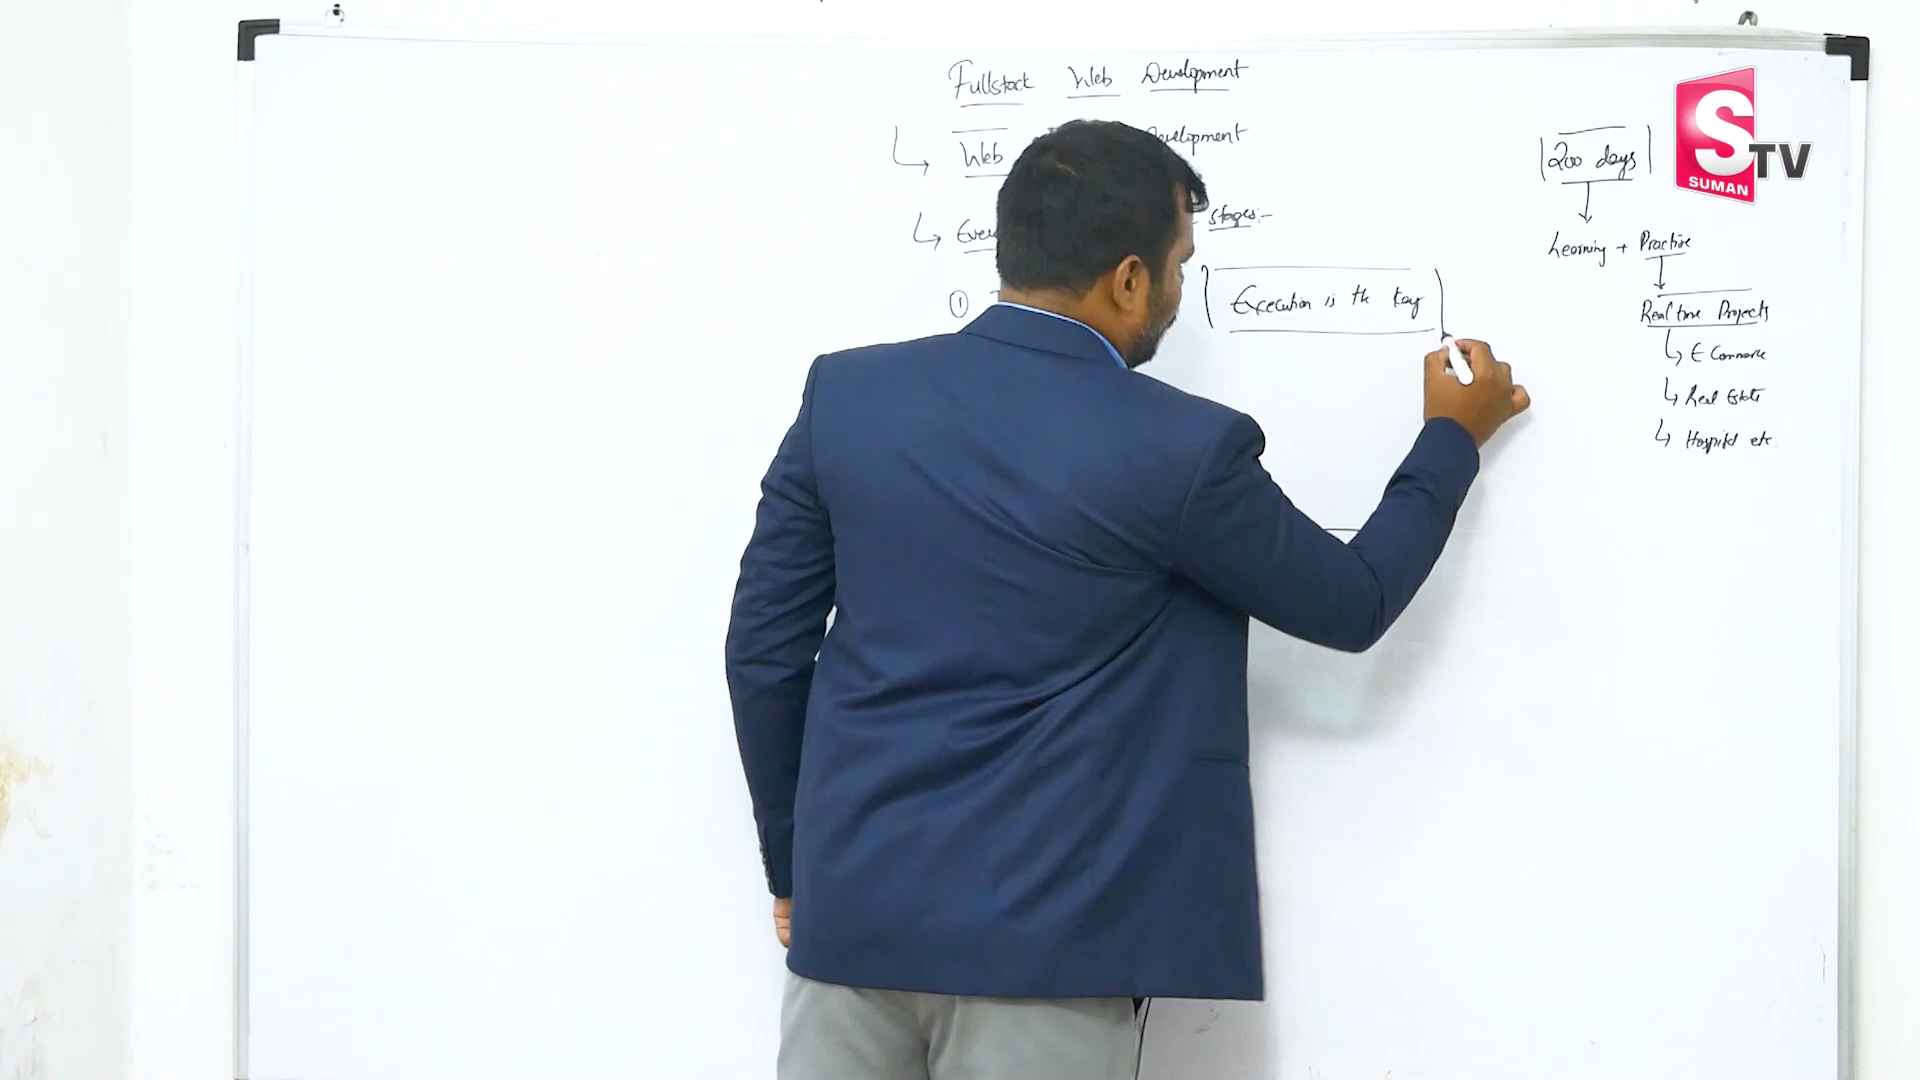 Fullstack Web Development
Web Development
stages:-
①
Execution is the key
200 days
Learning + Practise
Real time Projects
E Commerce
Real Estate
Hospital etc.
S TV
SUMAN